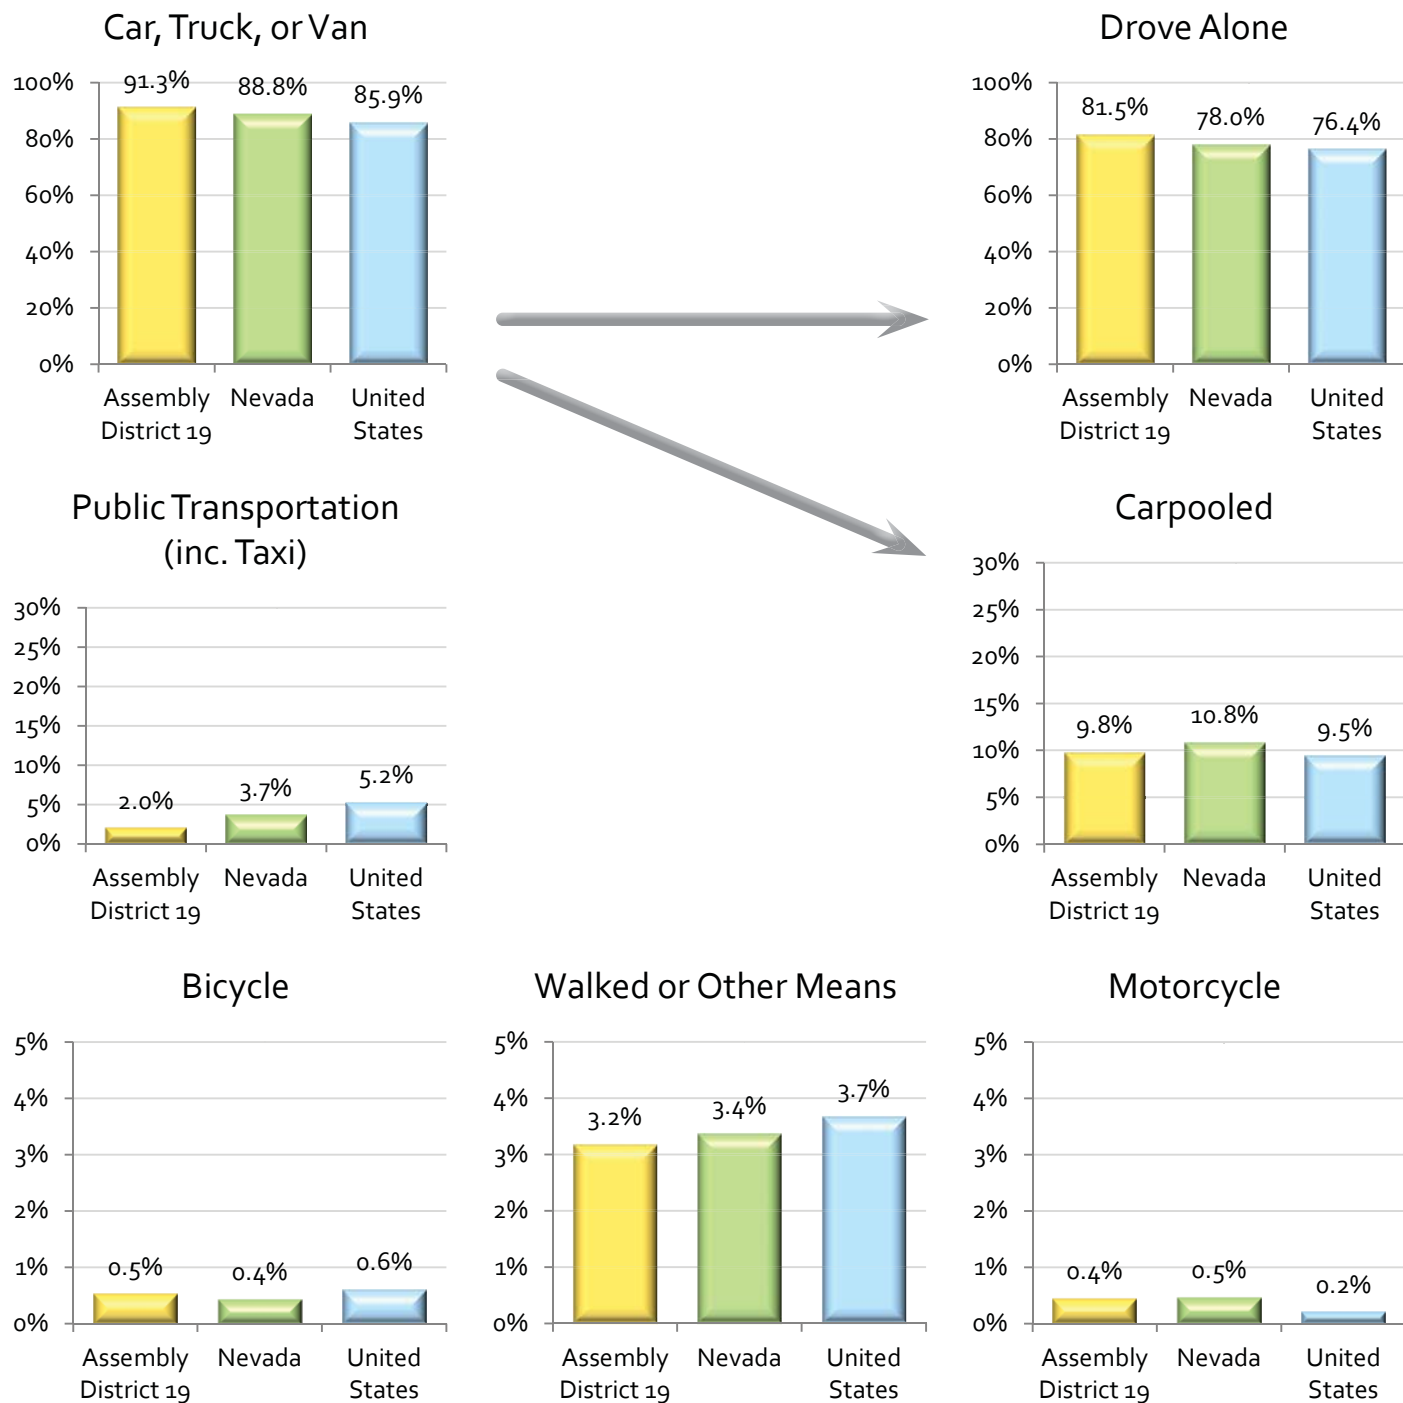 Car, Truck, or Van
100%
80%
60%
40%
20%
0%
91.3%
88.8%
85.9%
Assembly
District 19
Nevada
United
States
Drove Alone
100%
80%
60%
40%
20%
0%
81.5%
78.0%
76.4%
Assembly
District 19
Nevada
United
States
Public Transportation
(inc. Taxi)
30%
25%
20%
15%
10%
5%
0%
2.0%
3.7%
5.2%
Assembly
District 19
Nevada
United
States
Carpooled
30%
25%
20%
15%
10%
5%
0%
9.8%
10.8%
9.5%
Assembly
District 19
Nevada
United
States
Bicycle
5%
4%
3%
2%
1%
0%
0.5%
0.4%
0.6%
Assembly
District 19
Nevada
United
States
Walked or Other Means
5%
4%
3%
2%
1%
0%
3.2%
3.4%
3.7%
Assembly
District 19
Nevada
United
States
Motorcycle
5%
4%
3%
2%
1%
0%
0.4%
0.5%
0.2%
Assembly
District 19
Nevada
United
States